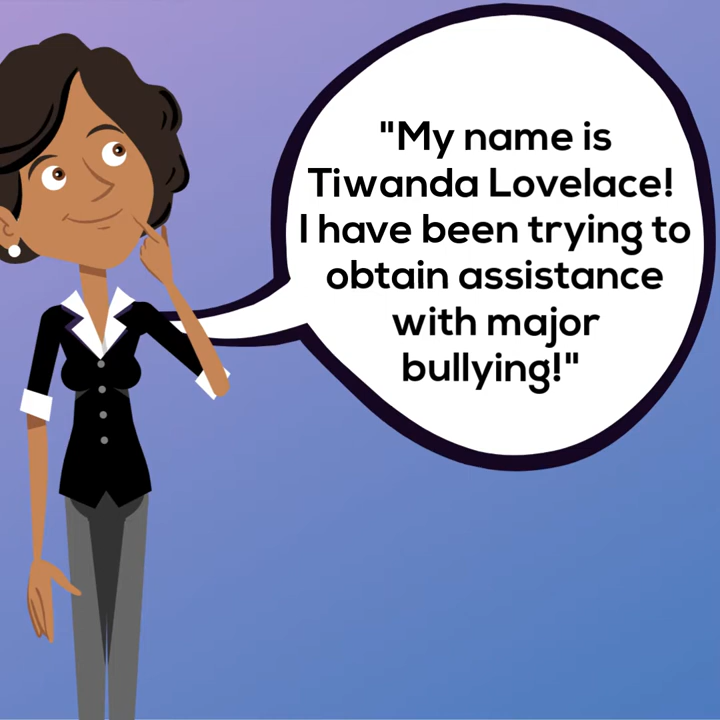 "My name is
Tiwanda Lovelace!
I have been trying to
obtain assistance
with major
bullying!"